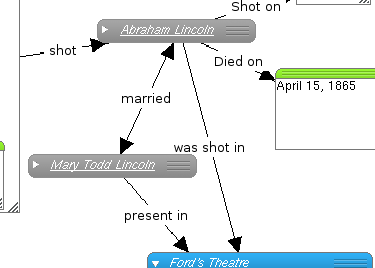 Shot on
Abraham Lincoln
shot
Died on
April 15, 1865
married
was shot in
Mary Todd Lincoln
present in
Ford's Theatre